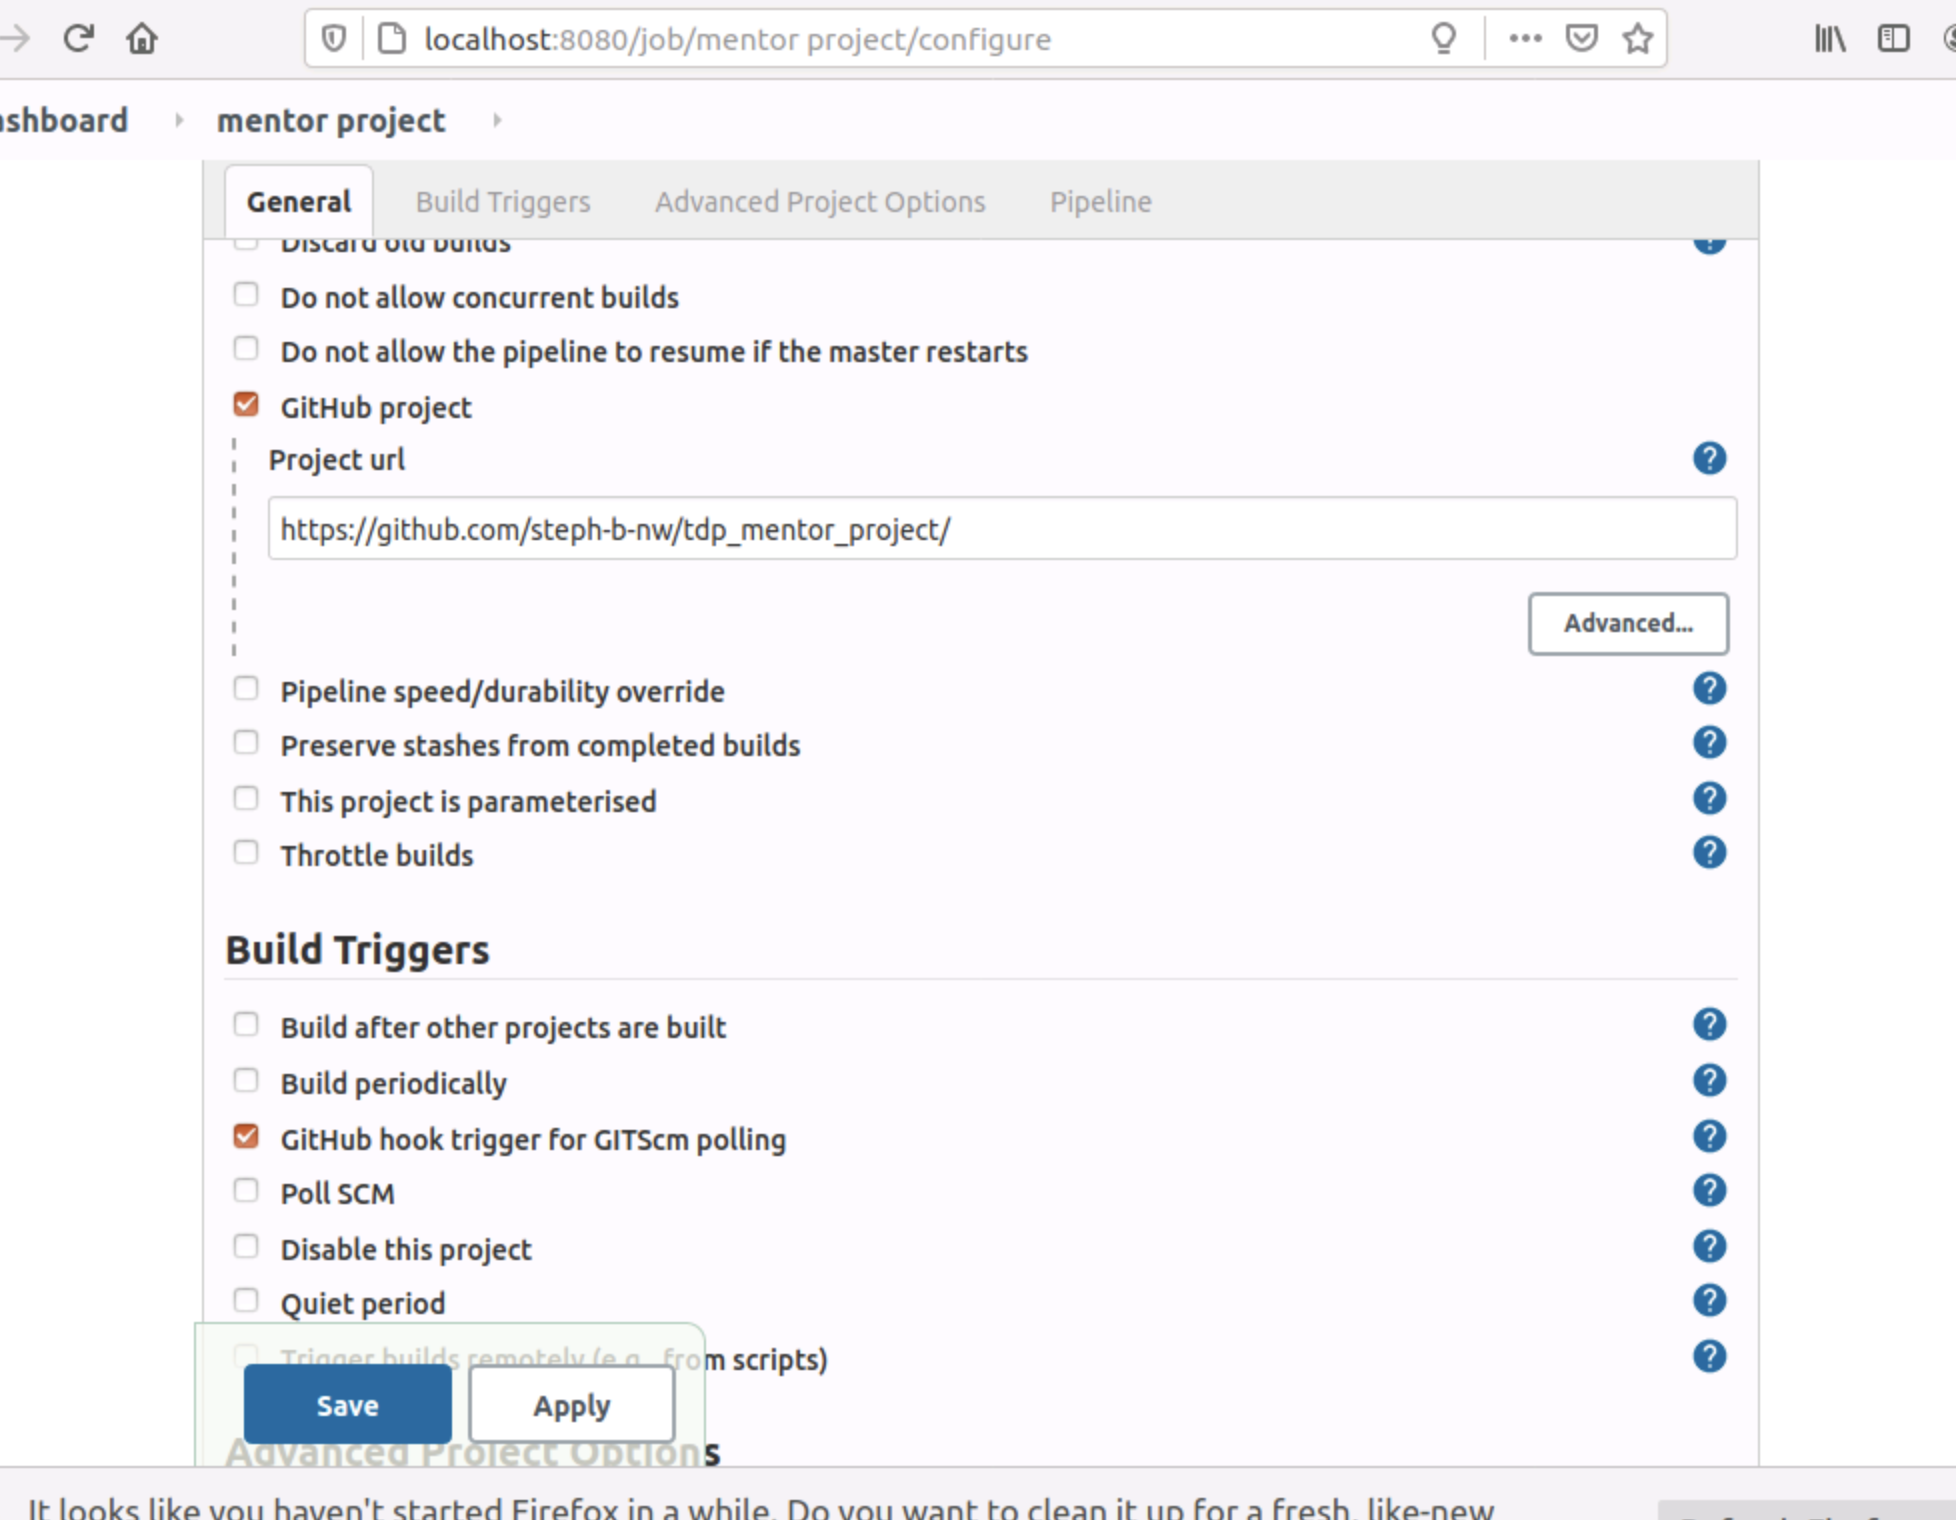 localhost:8080/job/mentor project/configure
ashboard
mentor project
General
Build Triggers
Advanced Project Options
Pipeline
Discard old builds
Do not allow concurrent builds
Do not allow the pipeline to resume if the master restarts
GitHub project
Project url
https://github.com/steph-b-nw/tdp_mentor_project/
Advanced...
Pipeline speed/durability override
Preserve stashes from completed builds
This project is parameterised
Throttle builds
Build Triggers
Build after other projects are built
Build periodically
GitHub hook trigger for GITScm polling
Poll SCM
Disable this project
Quiet period
Trigger builds remotely (e.g., from scripts)
Save
Apply
Advanced Project Options
It looks like you haven't started Firefox in a while. Do you want to clean it up for a fresh, like-new